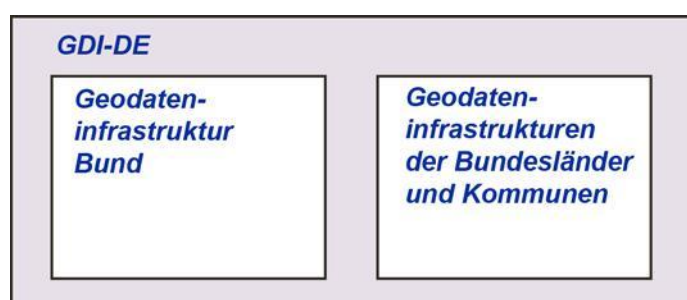 GDI-DE
Geodaten-
infrastruktur
Bund
Geodaten-
infrastrukturen
der Bundesländer
und Kommunen